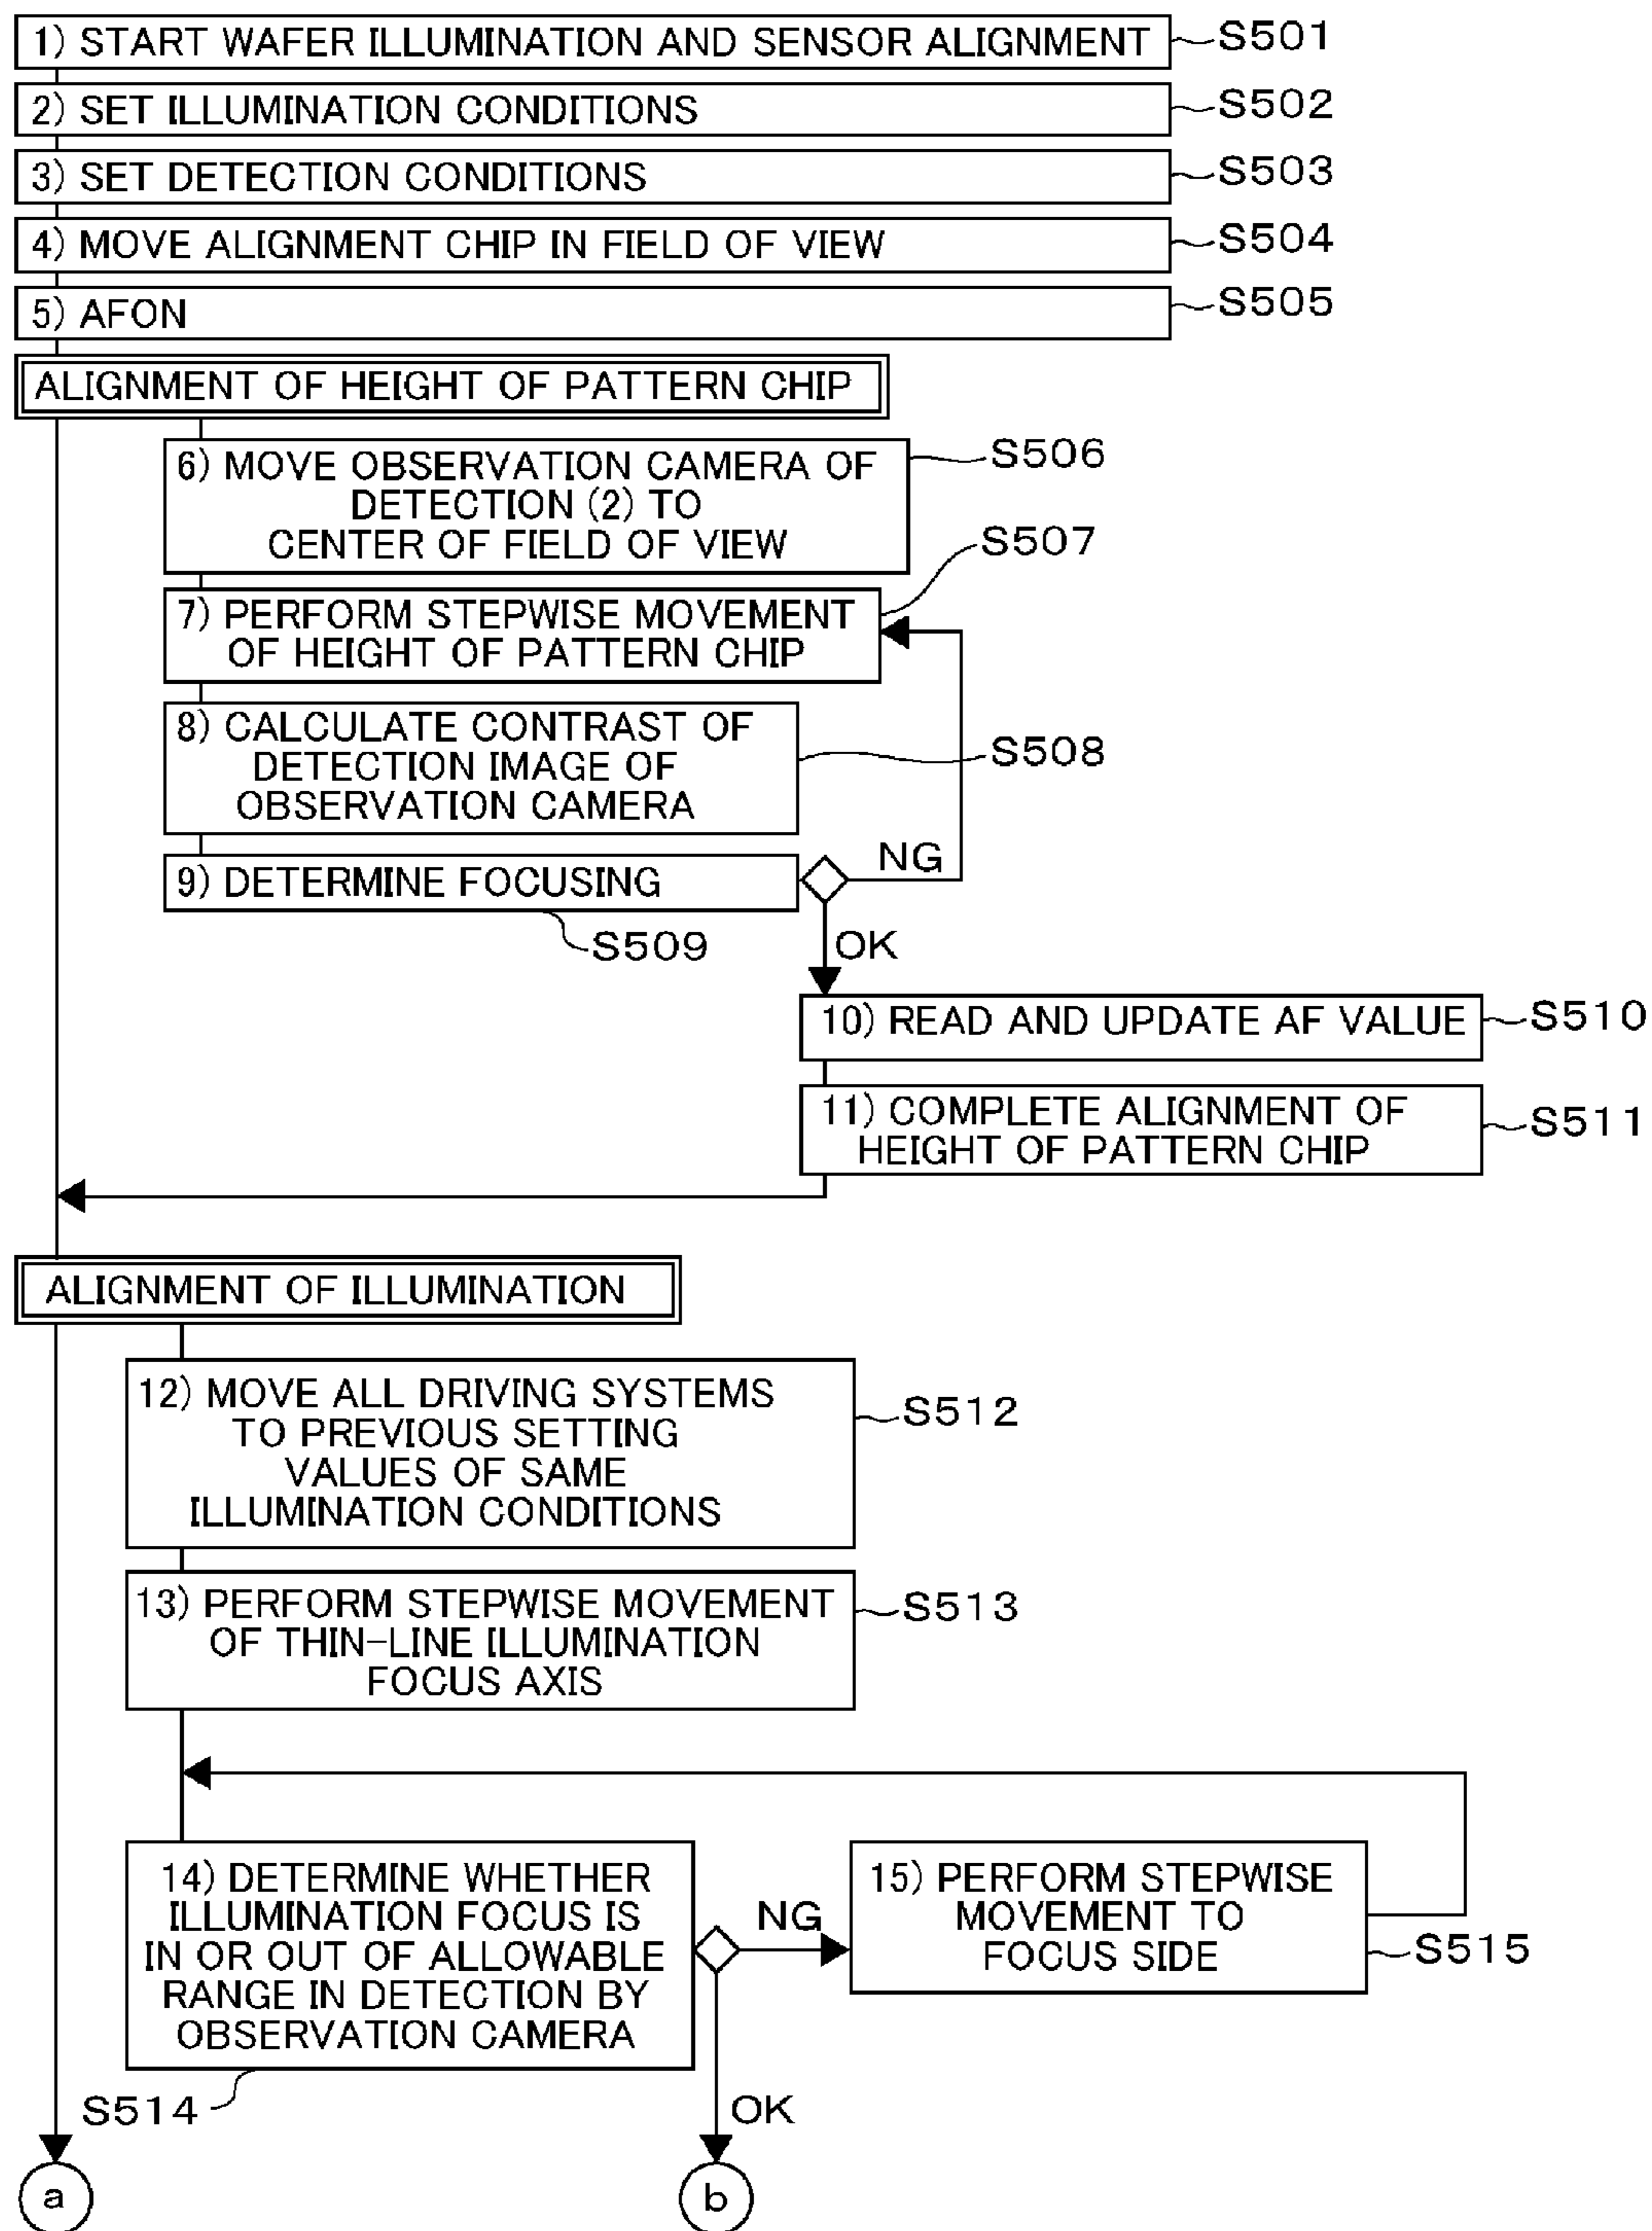 1) START WAFER ILLUMINATION AND SENSOR ALIGNMENT
S501
2) SET ILLUMINATION CONDITIONS
S502
3) SET DETECTION CONDITIONS
S503
4) MOVE ALIGNMENT CHIP IN FIELD OF VIEW
S504
5) AFON
S505
ALIGNMENT OF HEIGHT OF PATTERN CHIP
6) MOVE OBSERVATION CAMERA OF
DETECTION (2) TO
CENTER OF FIELD OF VIEW
S506
7) PERFORM STEPWISE MOVEMENT
OF HEIGHT OF PATTERN CHIP
S507
8) CALCULATE CONTRAST OF
DETECTION IMAGE OF
OBSERVATION CAMERA
S508
9) DETERMINE FOCUSING
NG
S509
OK
10) READ AND UPDATE AF VALUE
S510
11) COMPLETE ALIGNMENT OF
HEIGHT OF PATTERN CHIP
S511
ALIGNMENT OF ILLUMINATION
12) MOVE ALL DRIVING SYSTEMS
TO PREVIOUS SETTING
VALUES OF SAME
ILLUMINATION CONDITIONS
S512
13) PERFORM STEPWISE MOVEMENT
OF THIN-LINE ILLUMINATION
FOCUS AXIS
S513
14) DETERMINE WHETHER
ILLUMINATION FOCUS IS
IN OR OUT OF ALLOWABLE
RANGE IN DETECTION BY
OBSERVATION CAMERA
S514
NG
15) PERFORM STEPWISE
MOVEMENT TO
FOCUS SIDE
S515
OK
a
b